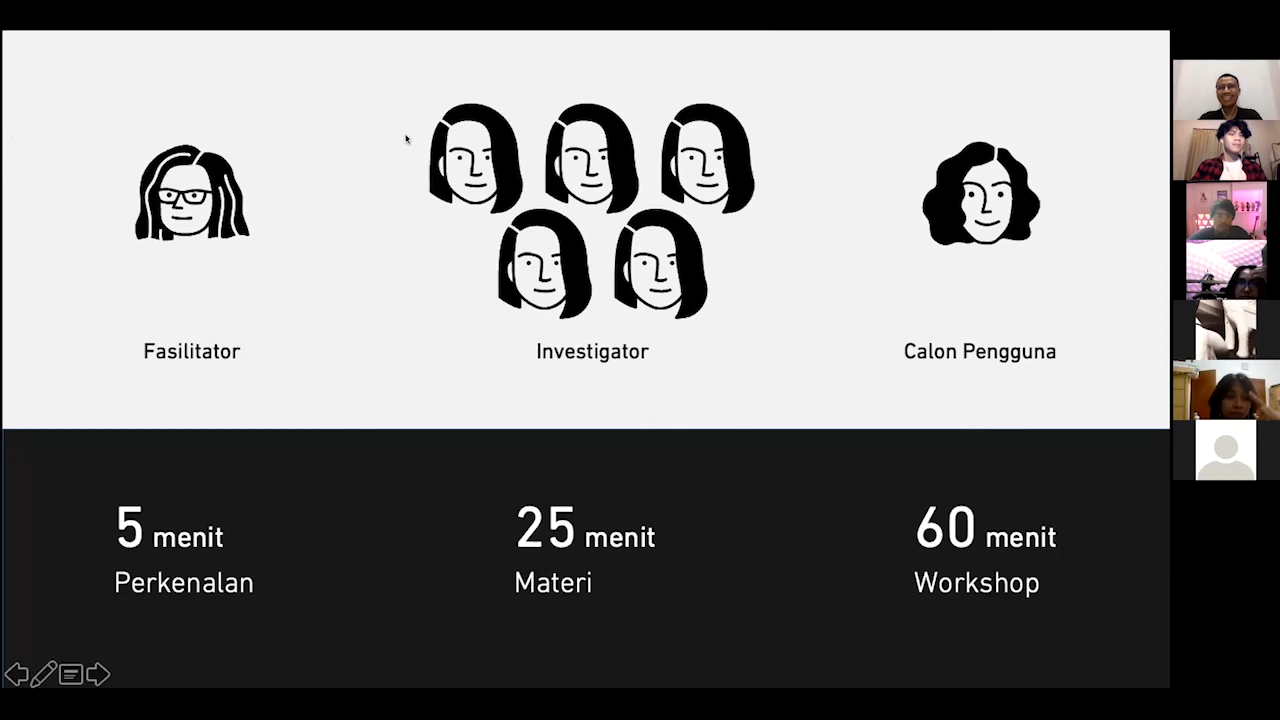 Fasilitator
Investigator
Calon Pengguna
5 menit
Perkenalan
25 menit
Materi
60 menit
Workshop